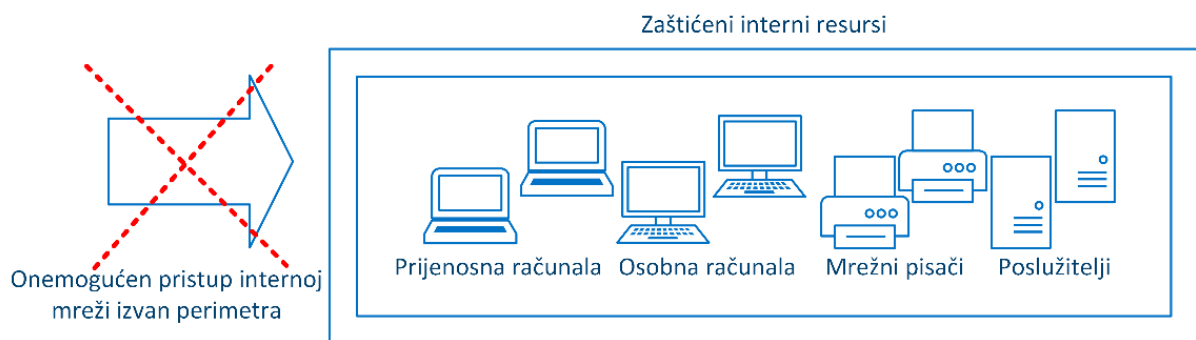 Zaštićeni interni resursi
Prijenosna računala
Osobna računala
Mrežni pisači
Poslužitelji
Onemogućen pristup internoj
mreži izvan perimetra